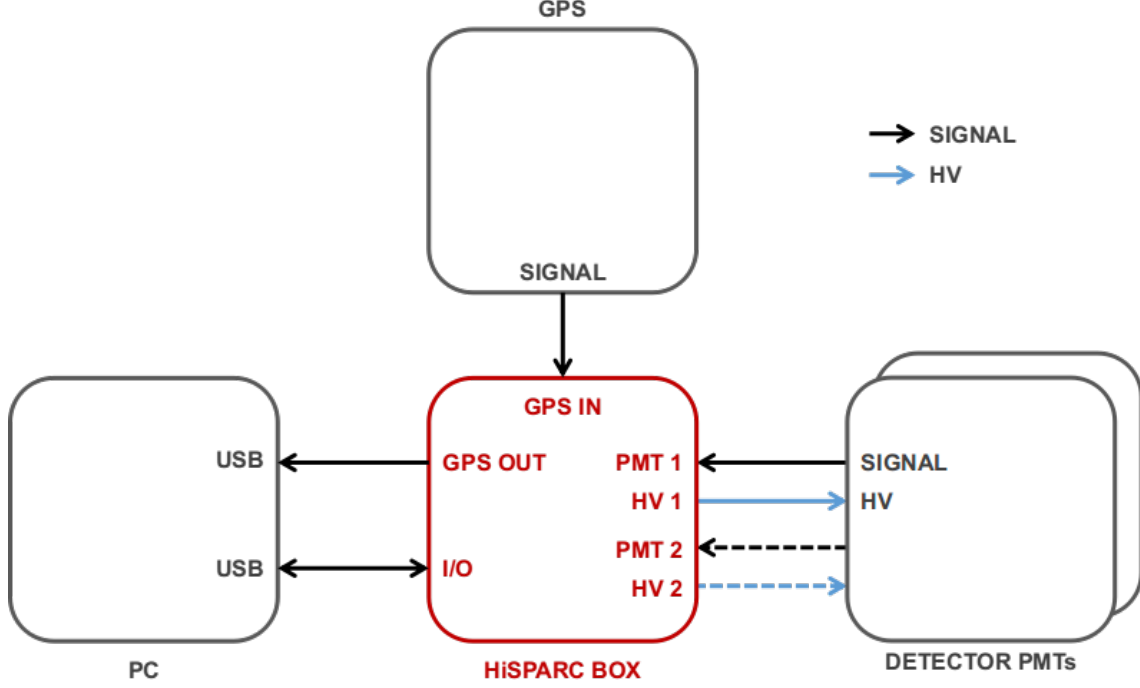 GPS
SIGNAL
HV
SIGNAL
GPS IN
USB
GPS OUT
PMT 1
SIGNAL
HV 1
HV
PMT 2
USB
I/O
HV 2
PC
HiSPARC BOX
DETECTOR PMTs